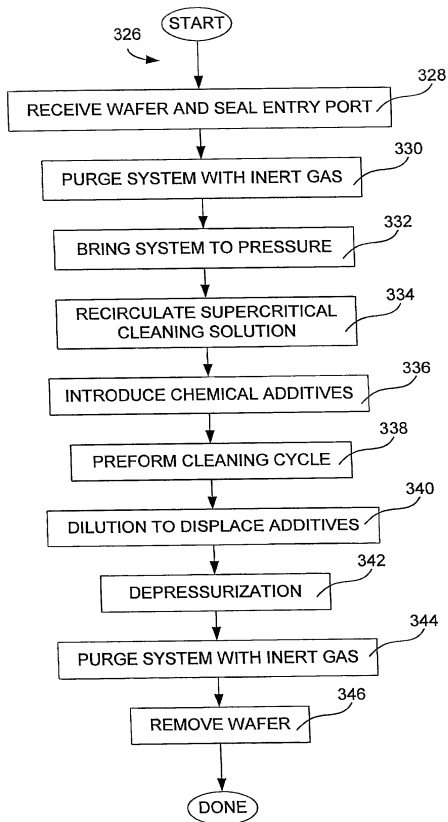 START
326
RECEIVE WAFER AND SEAL ENTRY PORT
328
PURGE SYSTEM WITH INERT GAS
330
BRING SYSTEM TO PRESSURE
332
RECIRCULATE SUPERCRITICAL
CLEANING SOLUTION
334
INTRODUCE CHEMICAL ADDITIVES
336
PREFORM CLEANING CYCLE
338
DILUTION TO DISPLACE ADDITIVES
340
DEPRESSURIZATION
342
PURGE SYSTEM WITH INERT GAS
344
REMOVE WAFER
346
DONE